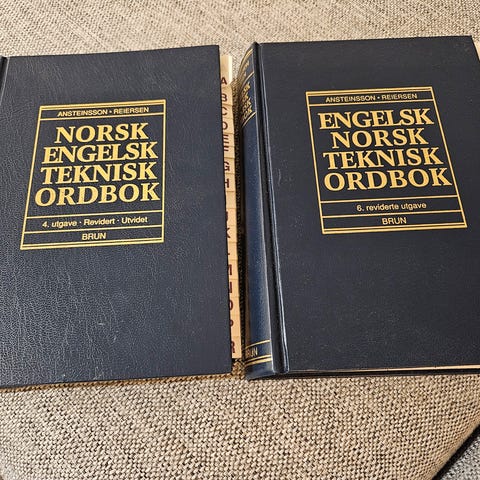 ANSTEINSSON • REIERSEN
NORSK
ENGELSK
TEKNISK
ORDBOK
4. utgave • Revidert • Utvidet
BRUN
A
B
C
D
E
F
G
H
K
L
M
N
O
P
R
BRUN
ANSTEINSSON • REIERSEN
ENGELSK
NORSK
TEKNISK
ORDBOK
6. reviderte utgave
BRUN